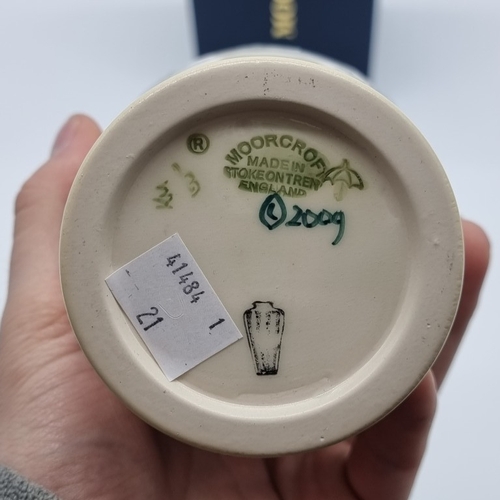 ®
MOORCROFT
MADE IN
STOKE ON TRENT
ENGLAND
© 2009
41484 1
21